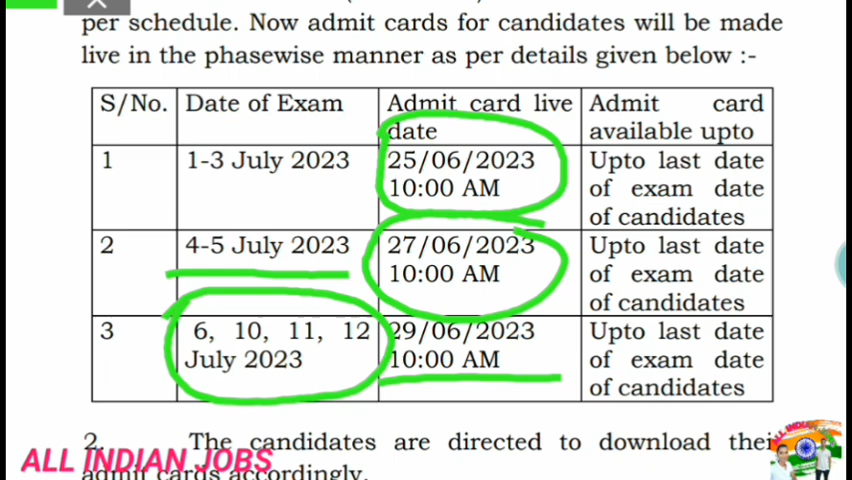 per schedule. Now admit cards for candidates will be made
live in the phasewise manner as per details given below :-
S/No. Date of Exam Admit card live date Admit card available upto
1 1-3 July 2023 25/06/2023 10:00 AM Upto last date of exam date of candidates
2 4-5 July 2023 27/06/2023 10:00 AM Upto last date of exam date of candidates
3 6, 10, 11, 12 July 2023 29/06/2023 10:00 AM Upto last date of exam date of candidates
2. The candidates are directed to download their
admit cards accordingly.
ALL INDIAN JOBS